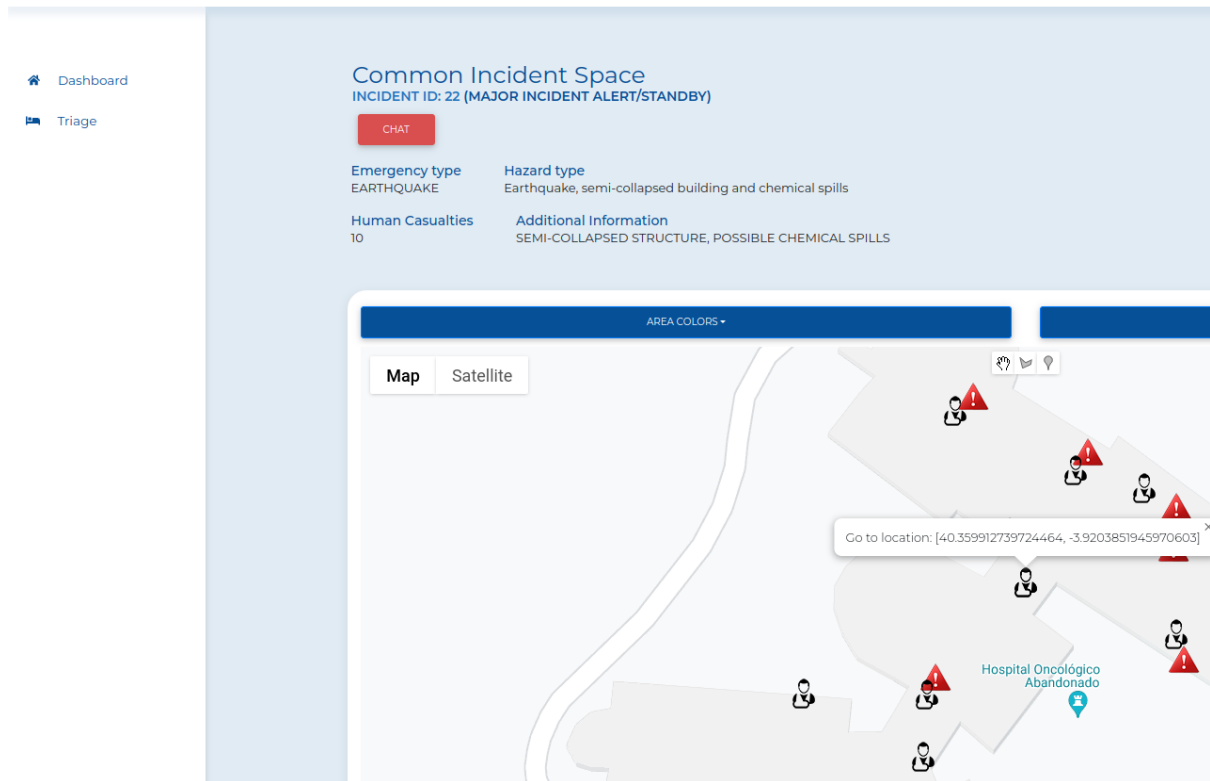 Dashboard
Triage
Common Incident Space
INCIDENT ID: 22 (MAJOR INCIDENT ALERT/STANDBY)
CHAT
Emergency type
EARTHQUAKE
Hazard type
Earthquake, semi-collapsed building and chemical spills
Human Casualties
10
Additional Information
SEMI-COLLAPSED STRUCTURE, POSSIBLE CHEMICAL SPILLS
AREA COLORS
Map
Satellite
Go to location: [40.359912739724464, -3.9203851945970603]
Hospital Oncológico
Abandonado